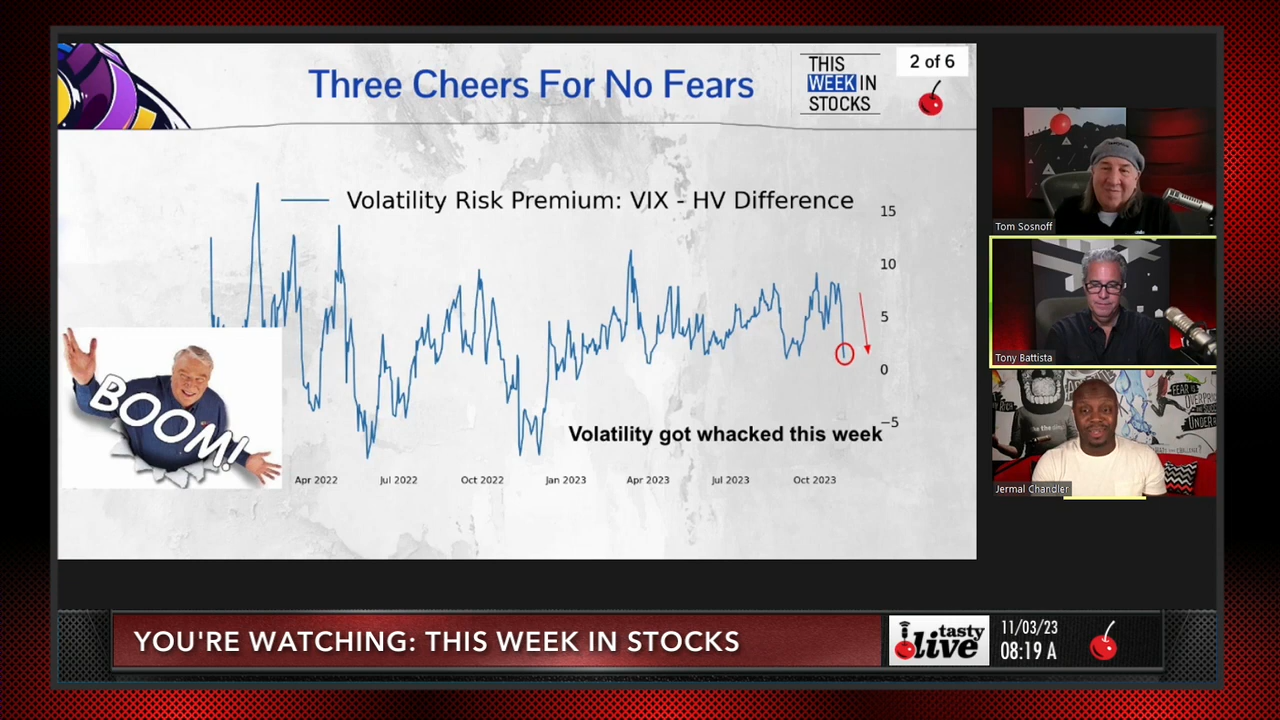 Three Cheers For No Fears
THIS
WEEK IN
STOCKS
2 of 6
Volatility Risk Premium: VIX - HV Difference
15
10
5
0
−5
BOOM!
Volatility got whacked this week
Apr 2022
Jul 2022
Oct 2022
Jan 2023
Apr 2023
Jul 2023
Oct 2023
Tom Sosnoff
Tony Battista
FEAR IS
Jermal Chandler
YOU'RE WATCHING: THIS WEEK IN STOCKS
tasty
live
11/03/23
08:19 A